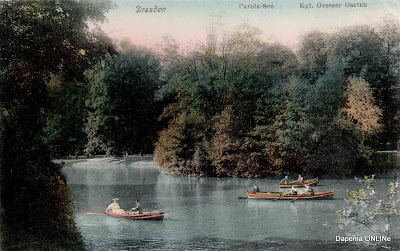 Dresden Carola-See Kgl. Grosser Garten
Dapema ONLINe